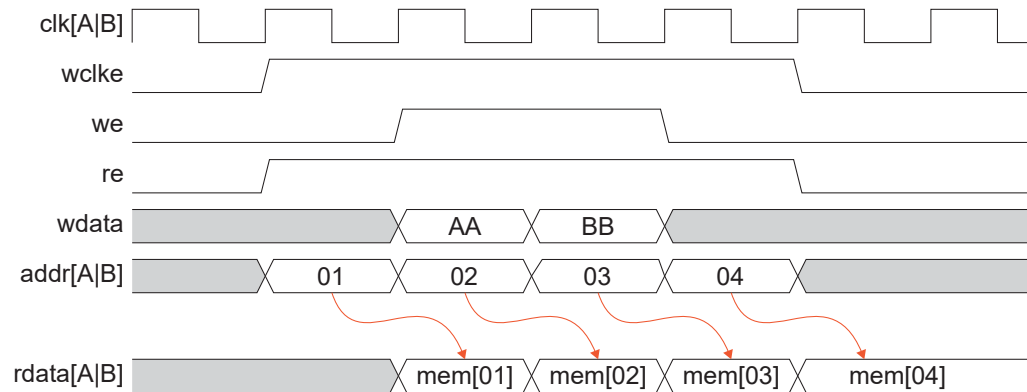 clk[A|B]
wclke
we
re
wdata AA BB
addr[A|B] 01 02 03 04
rdata[A|B] mem[01] mem[02] mem[03] mem[04]